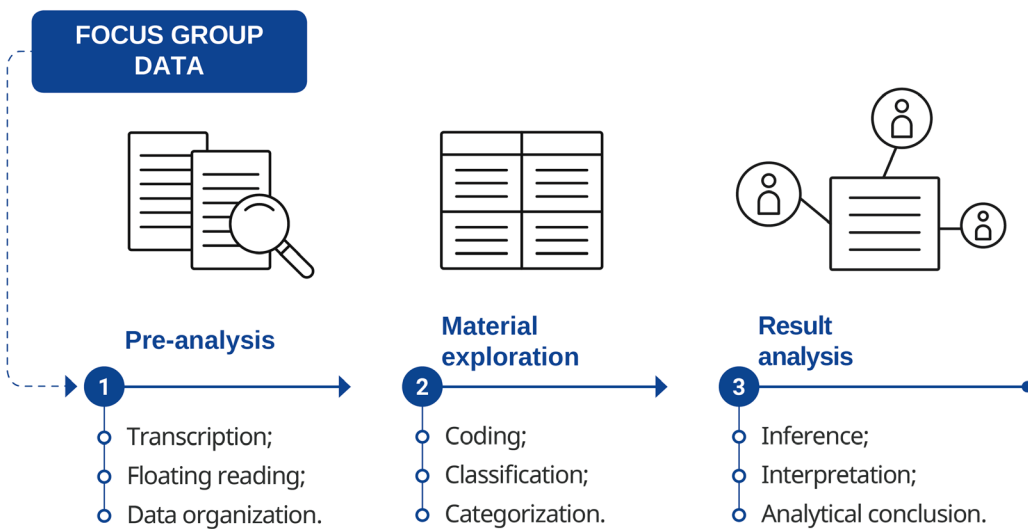 FOCUS GROUP
DATA
Pre-analysis
1
Transcription;
Floating reading;
Data organization.
Material
exploration
2
Coding;
Classification;
Categorization.
Result
analysis
3
Inference;
Interpretation;
Analytical conclusion.